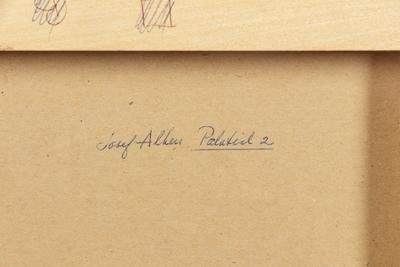 Josef Albers Palatial 2